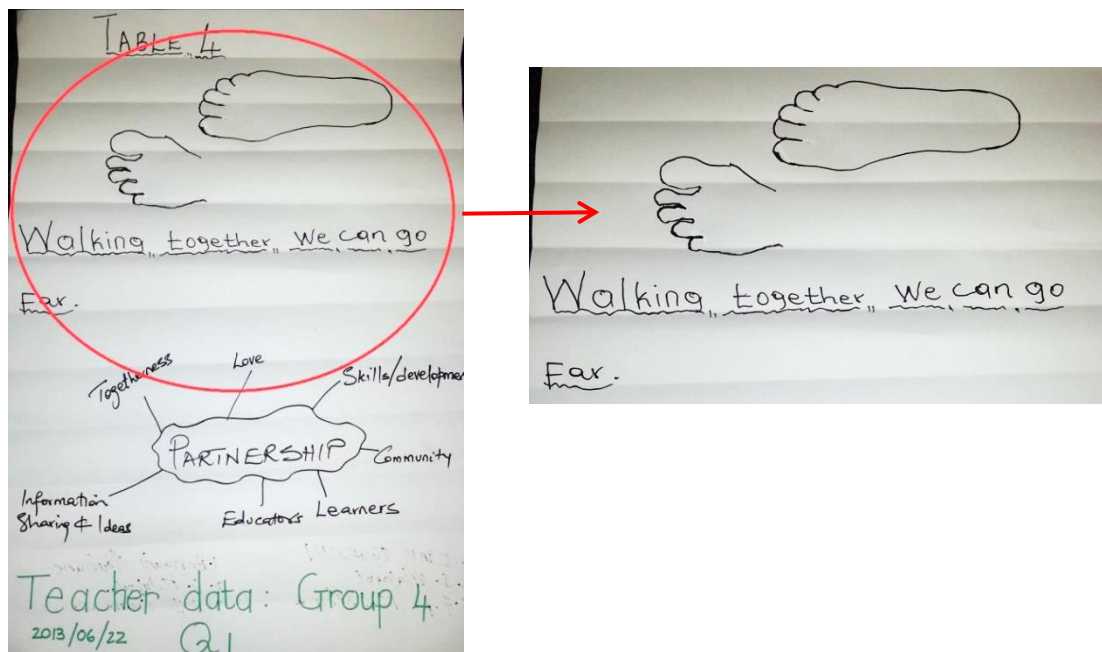 TABLE 4
Walking together, We can go
Far.
Togetherness
Love
Skills/developmen
PARTNERSHIP
Community
Information
Sharing & Ideas
Educators
Learners
Teacher data: Group 4
2013/06/22 Q1
Walking together, We can go
Far.